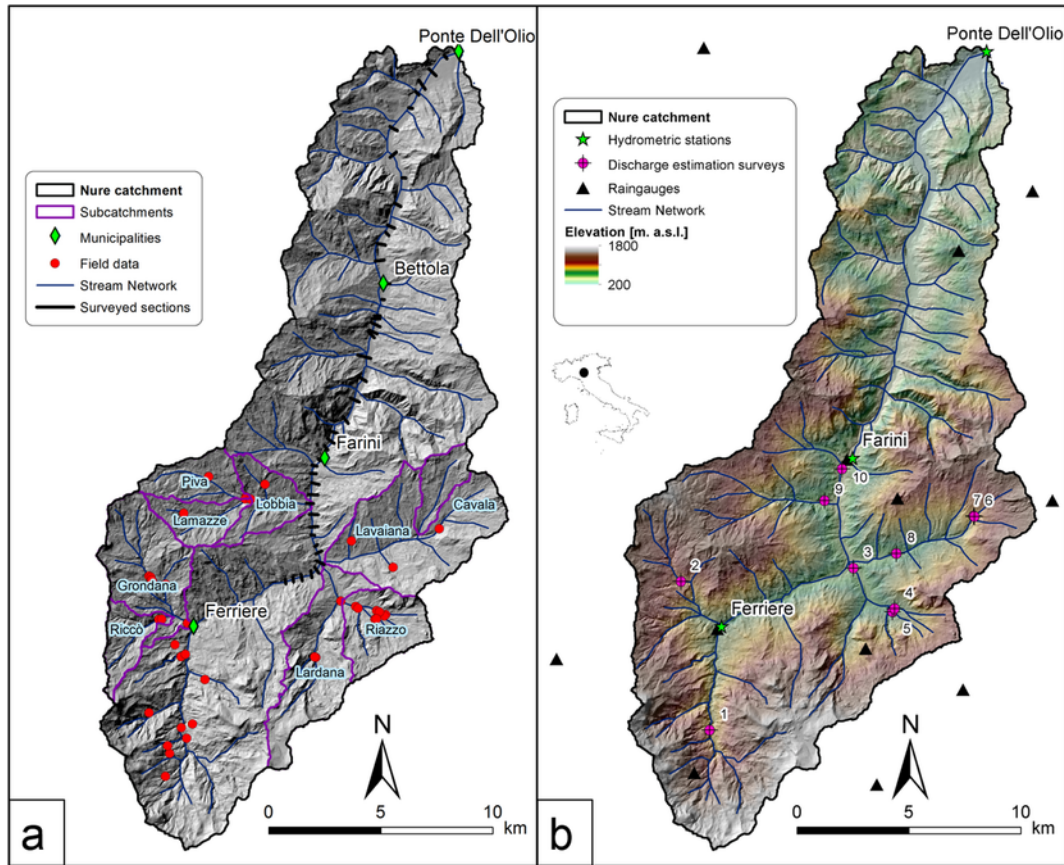 Ponte Dell'Olio
Nure catchment
Subcatchments
Municipalities
Field data
Stream Network
Surveyed sections
Bettola
Farini
Piva
Lobbia
Cavala
Lamazze
Lavaiana
Grondana
Ferriere
Riccò
Riazzo
Lardana
N
0 5 10
km
a
Ponte Dell'Olio
Nure catchment
Hydrometric stations
Discharge estimation surveys
Raingauges
Stream Network
Elevation [m. a.s.l.]
1800
200
Farini
10
9
7 6
8
3
2
4
Ferriere
5
1
N
0 5 10
km
b